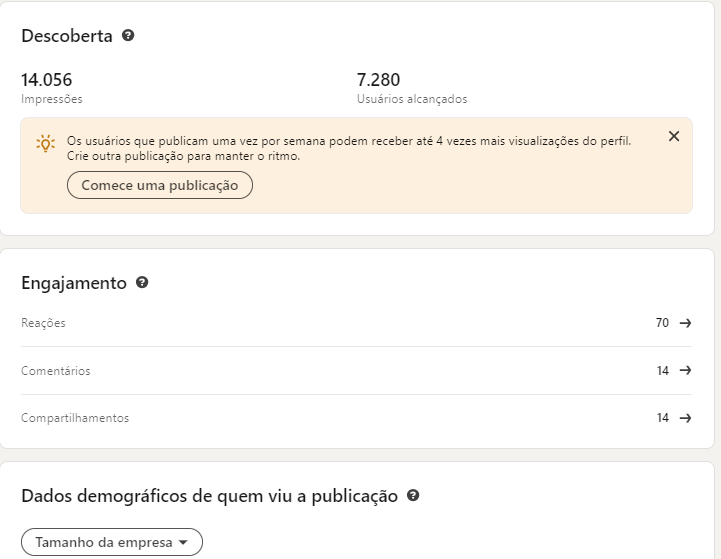 Descoberta
14.056 7.280
Impressões Usuários alcançados
Os usuários que publicam uma vez por semana podem receber até 4 vezes mais visualizações do perfil.
Crie outra publicação para manter o ritmo.
Comece uma publicação
Engajamento
Reações 70
Comentários 14
Compartilhamentos 14
Dados demográficos de quem viu a publicação
Tamanho da empresa